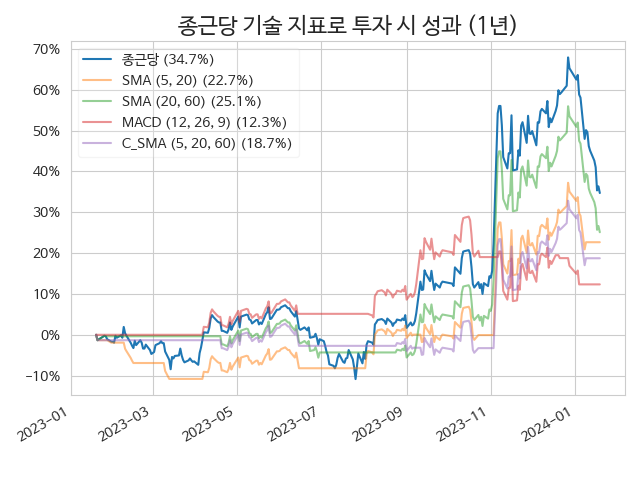 종근당 기술 지표로 투자 시 성과 (1년)
70%
60%
50%
40%
30%
20%
10%
0%
−10%
종근당 (34.7%)
SMA (5, 20) (22.7%)
SMA (20, 60) (25.1%)
MACD (12, 26, 9) (12.3%)
C_SMA (5, 20, 60) (18.7%)
2023-01
2023-03
2023-05
2023-07
2023-09
2023-11
2024-01